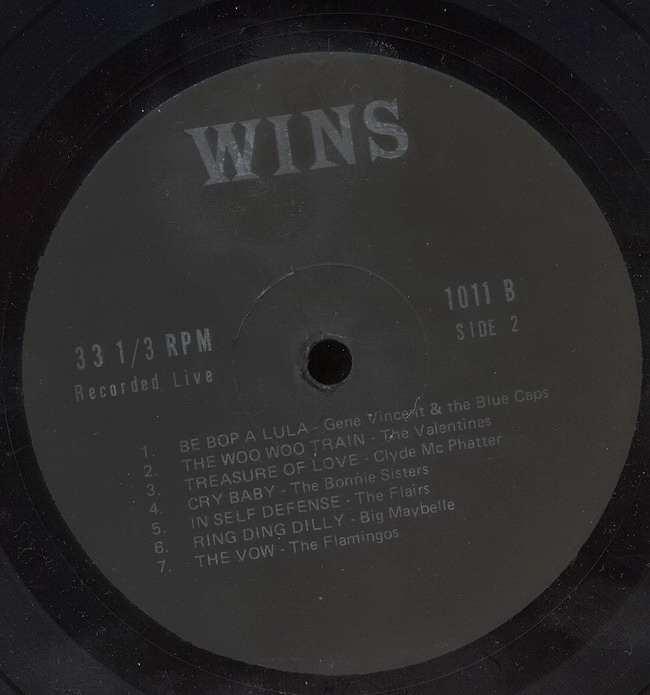 WINS
1011 B
SIDE 2
33 1/3 RPM
Recorded Live
1. BE BOP A LULA - Gene Vincent & the Blue Caps
2. THE WOO WOO TRAIN - The Valentines
3. TREASURE OF LOVE - Clyde Mc Phatter
4. CRY BABY - The Bonnie Sisters
5. IN SELF DEFENSE - The Flairs
6. RING DING DILLY - Big Maybelle
7. THE VOW - The Flamingos